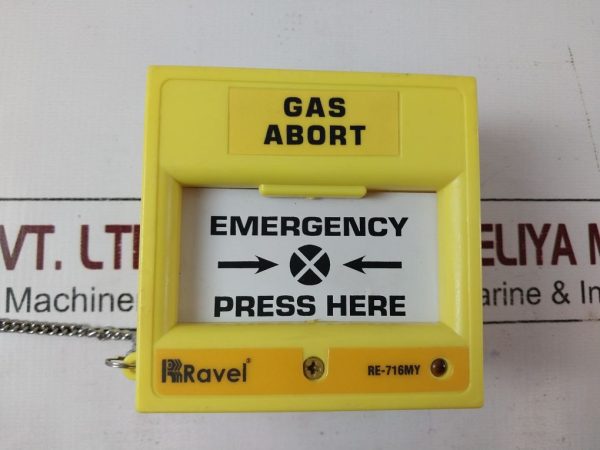 GAS
ABORT
EMERGENCY
PRESS HERE
Ravel®
RE-716MY
VT. LT
ELIYA M
Machine
arine & In